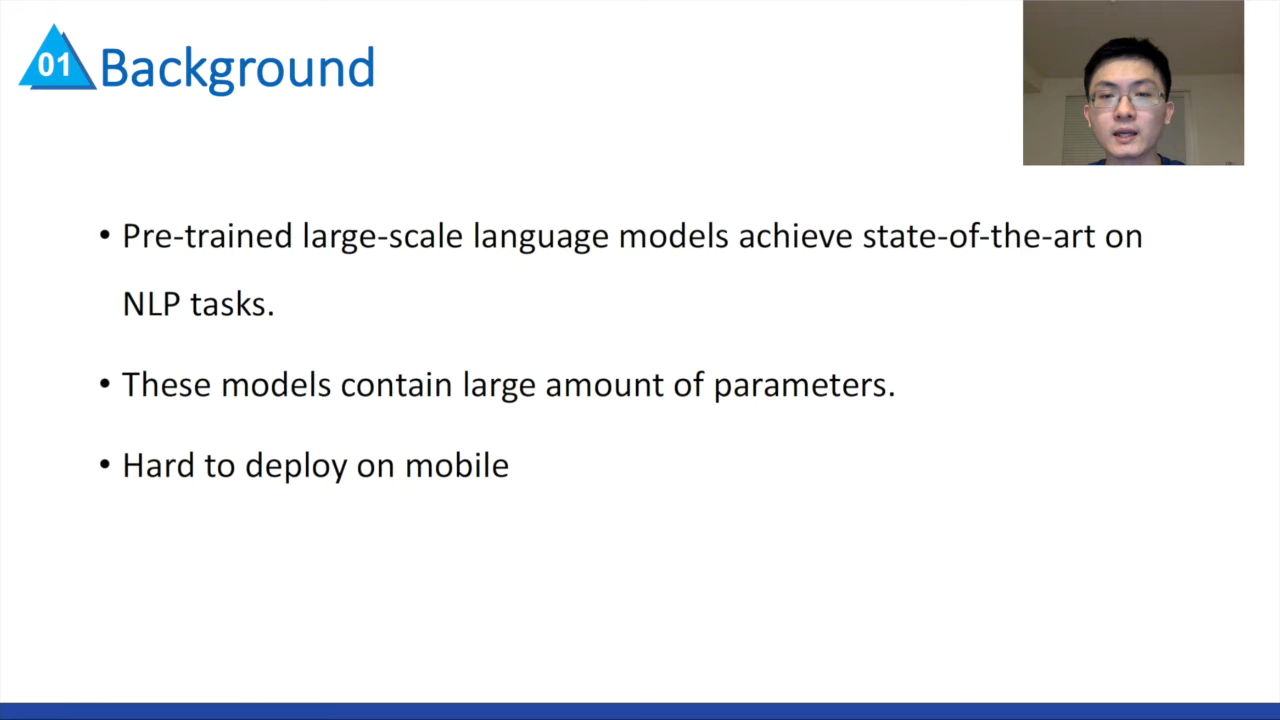 01
Background
• Pre-trained large-scale language models achieve state-of-the-art on
NLP tasks.
• These models contain large amount of parameters.
• Hard to deploy on mobile